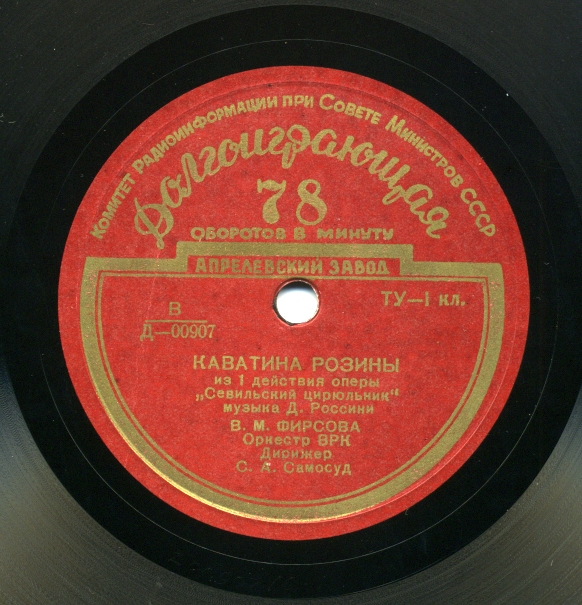 Комитет Радиоинформации при Совете Министров СССР
Долгоиграющая
78
оборотов в минуту
Апрелевский завод
В
Д—00907
ТУ—1 кл.
КАВАТИНА РОЗИНЫ
из 1 действия оперы
„Севильский цирюльник“
музыка Д. Россини
В. М. ФИРСОВА
Оркестр ВРК
Дирижер
С. А. Самосуд